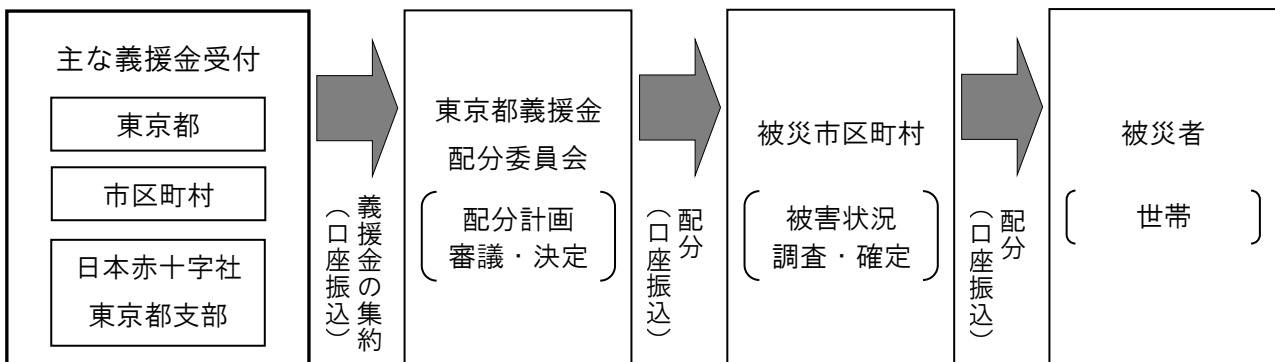 主な義援金受付
東京都
市区町村
日本赤十字社
東京都支部
義援金の集約
（口座振込）
東京都義援金
配分委員会
配分計画
審議・決定
配分
（口座振込）
被災市区町村
被害状況
調査・確定
配分
（口座振込）
被災者
世帯